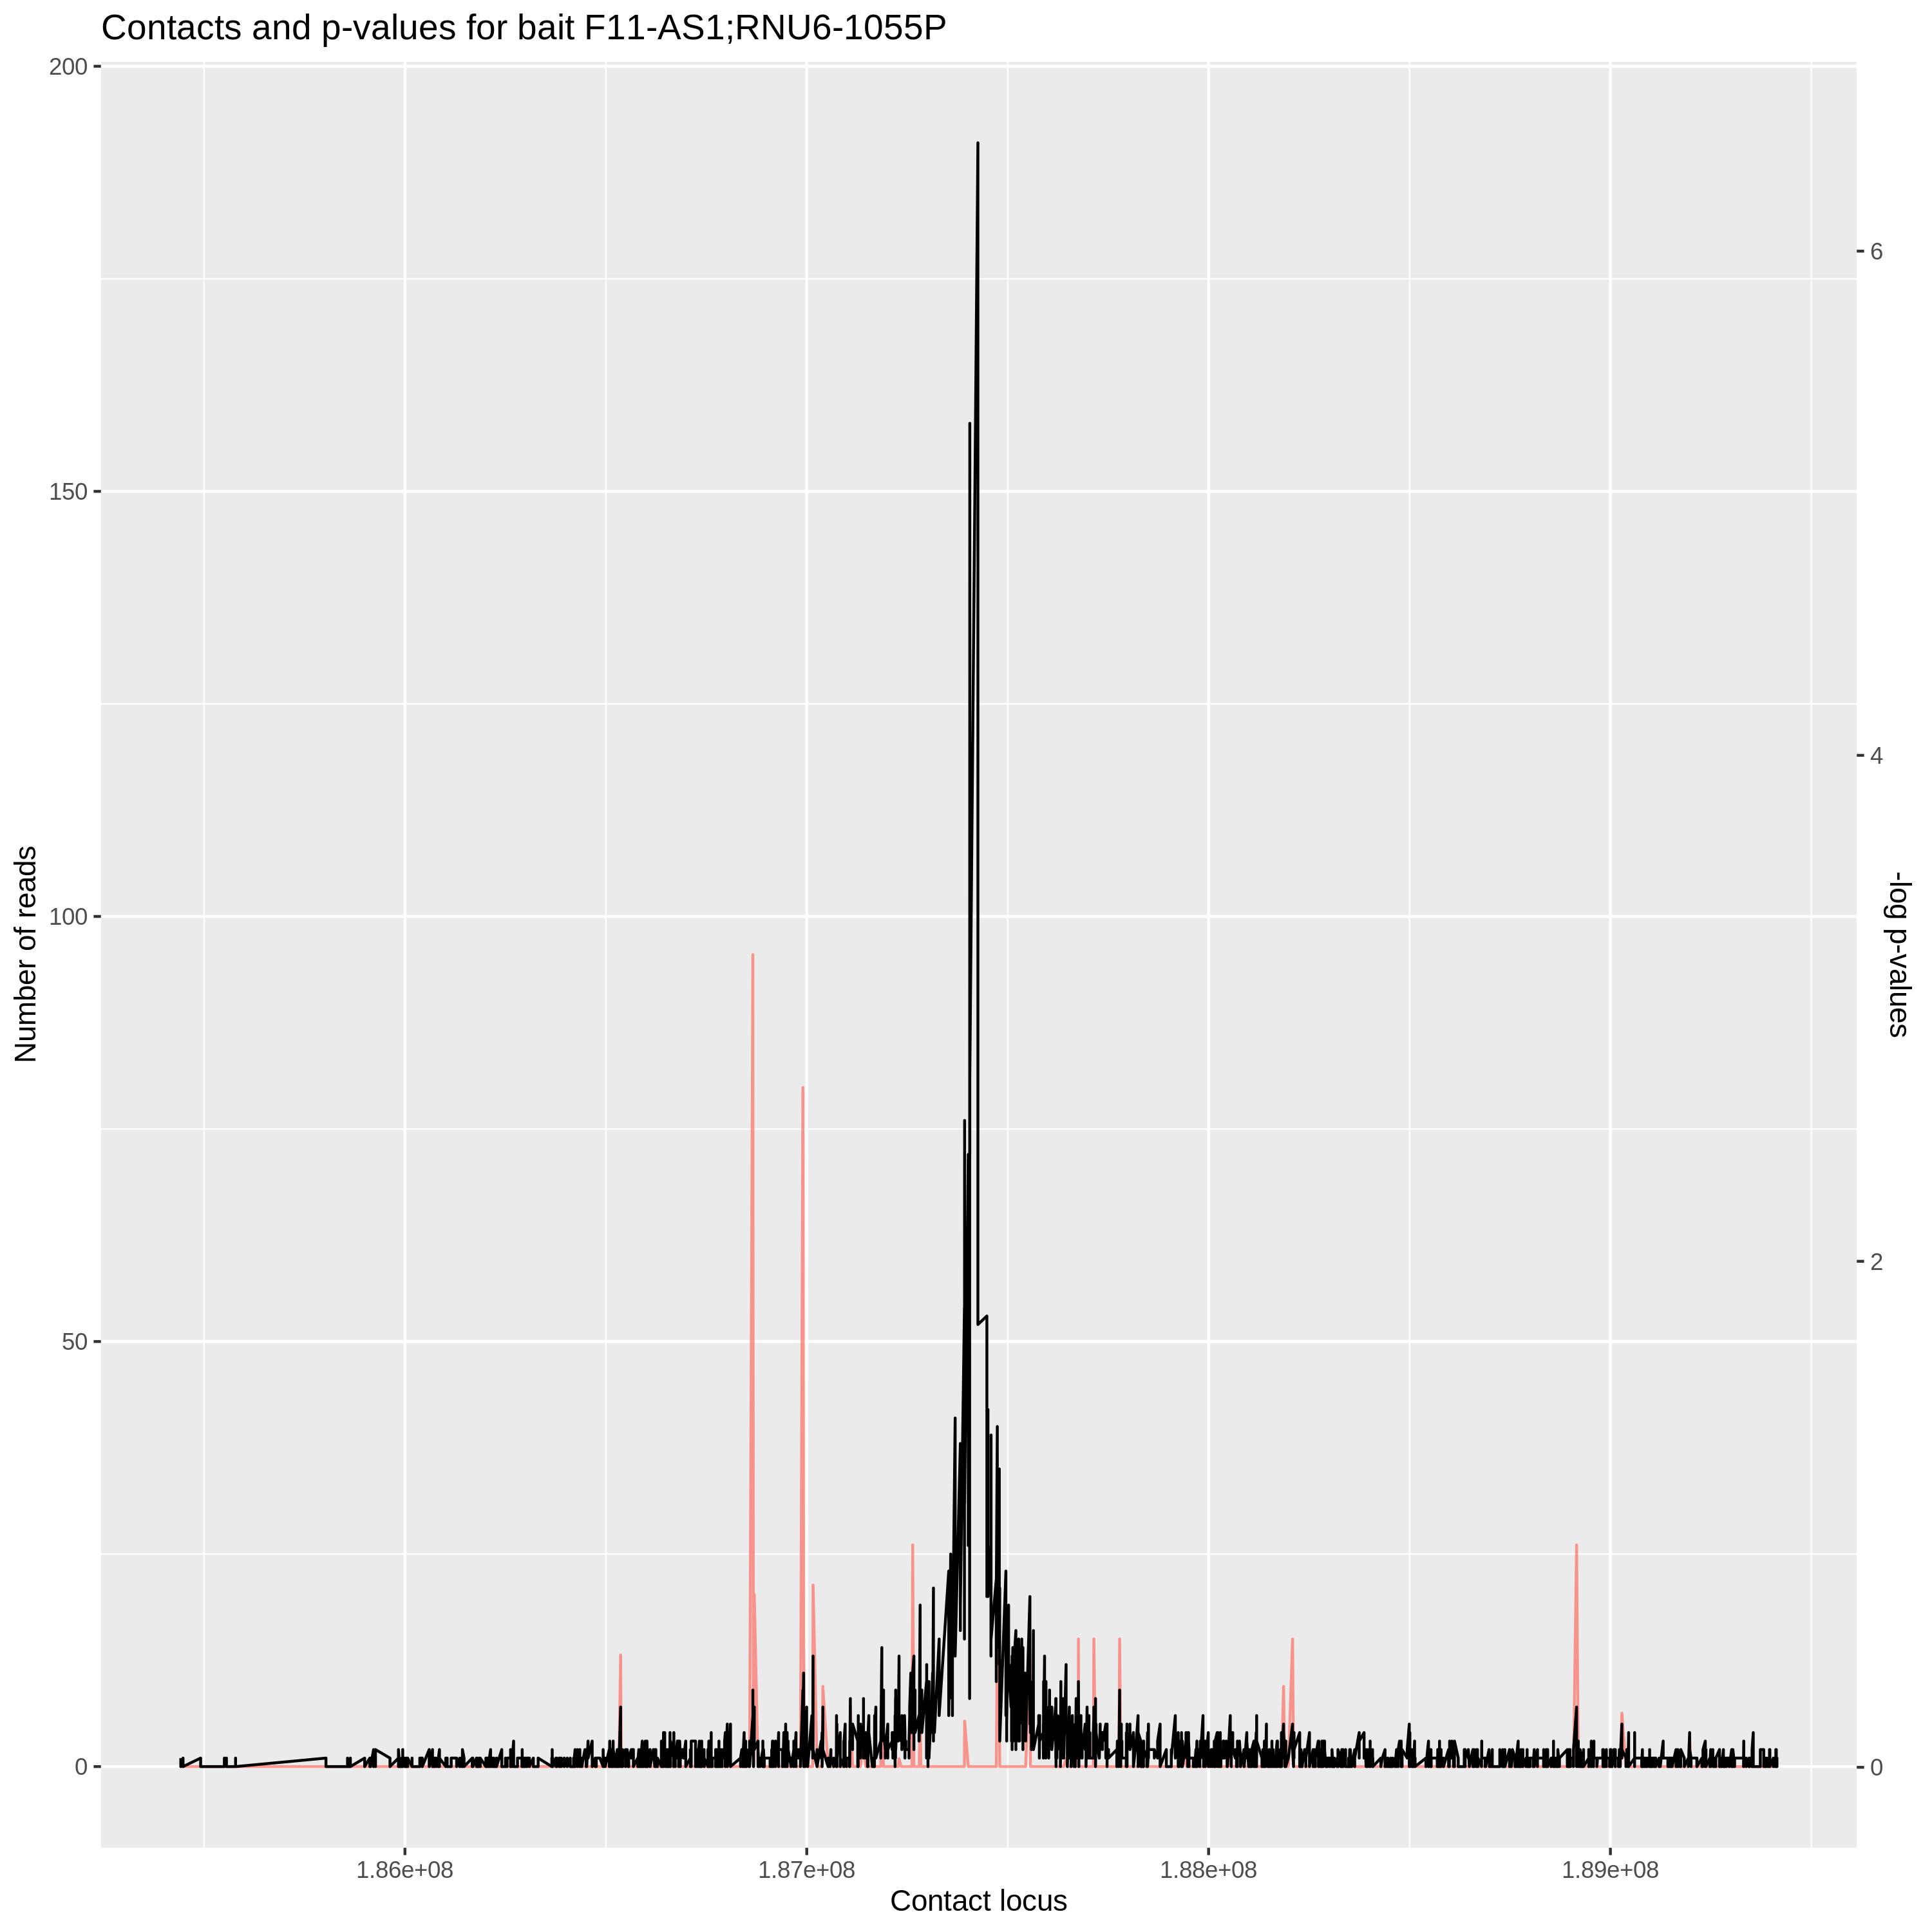 Contacts and p-values for bait F11-AS1;RNU6-1055P
200
150
100
50
0
Number of reads
6
4
2
0
-log p-values
1.86e+08 1.87e+08 1.88e+08 1.89e+08
Contact locus